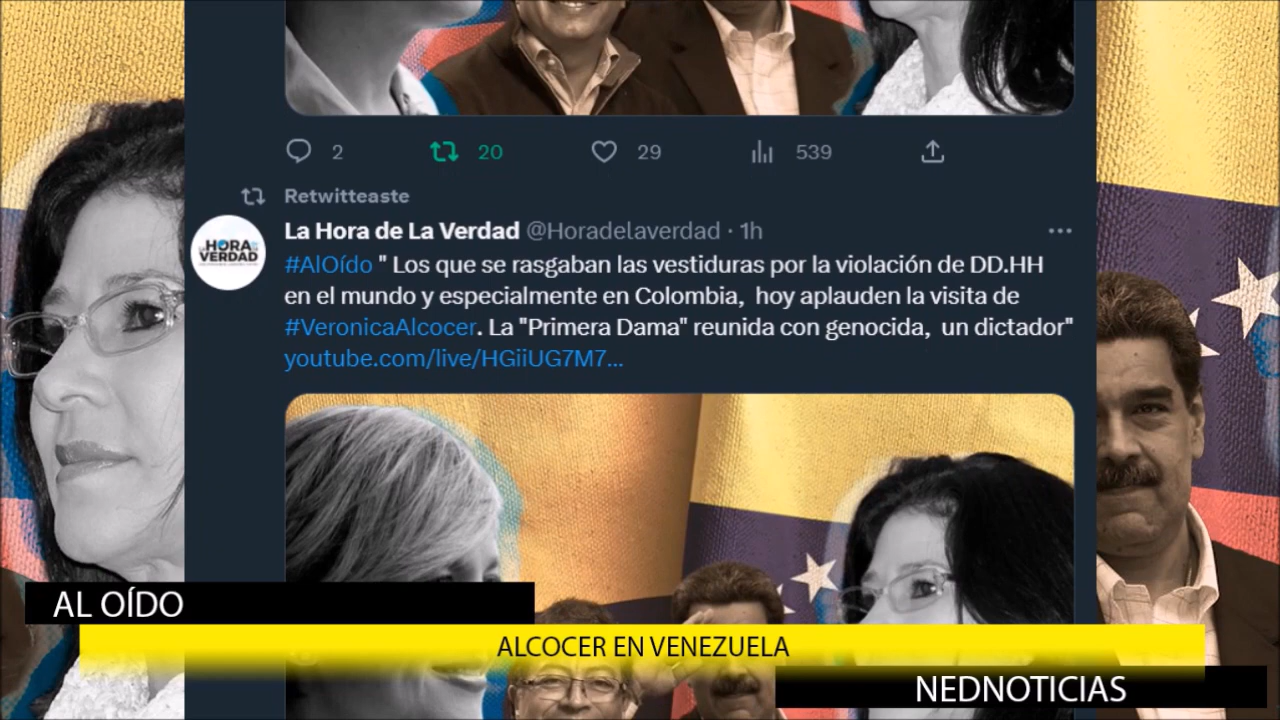 2 20 29 539
Retwitteaste
La Hora de La Verdad @Horadelaverdad · 1h
HORA
VERDAD
#AlOído " Los que se rasgaban las vestiduras por la violación de DD.HH
en el mundo y especialmente en Colombia, hoy aplauden la visita de
#VeronicaAlcocer. La "Primera Dama" reunida con genocida, un dictador"
youtube.com/live/HGiiUG7M7...
AL OÍDO
ALCOCER EN VENEZUELA
NEDNOTICIAS